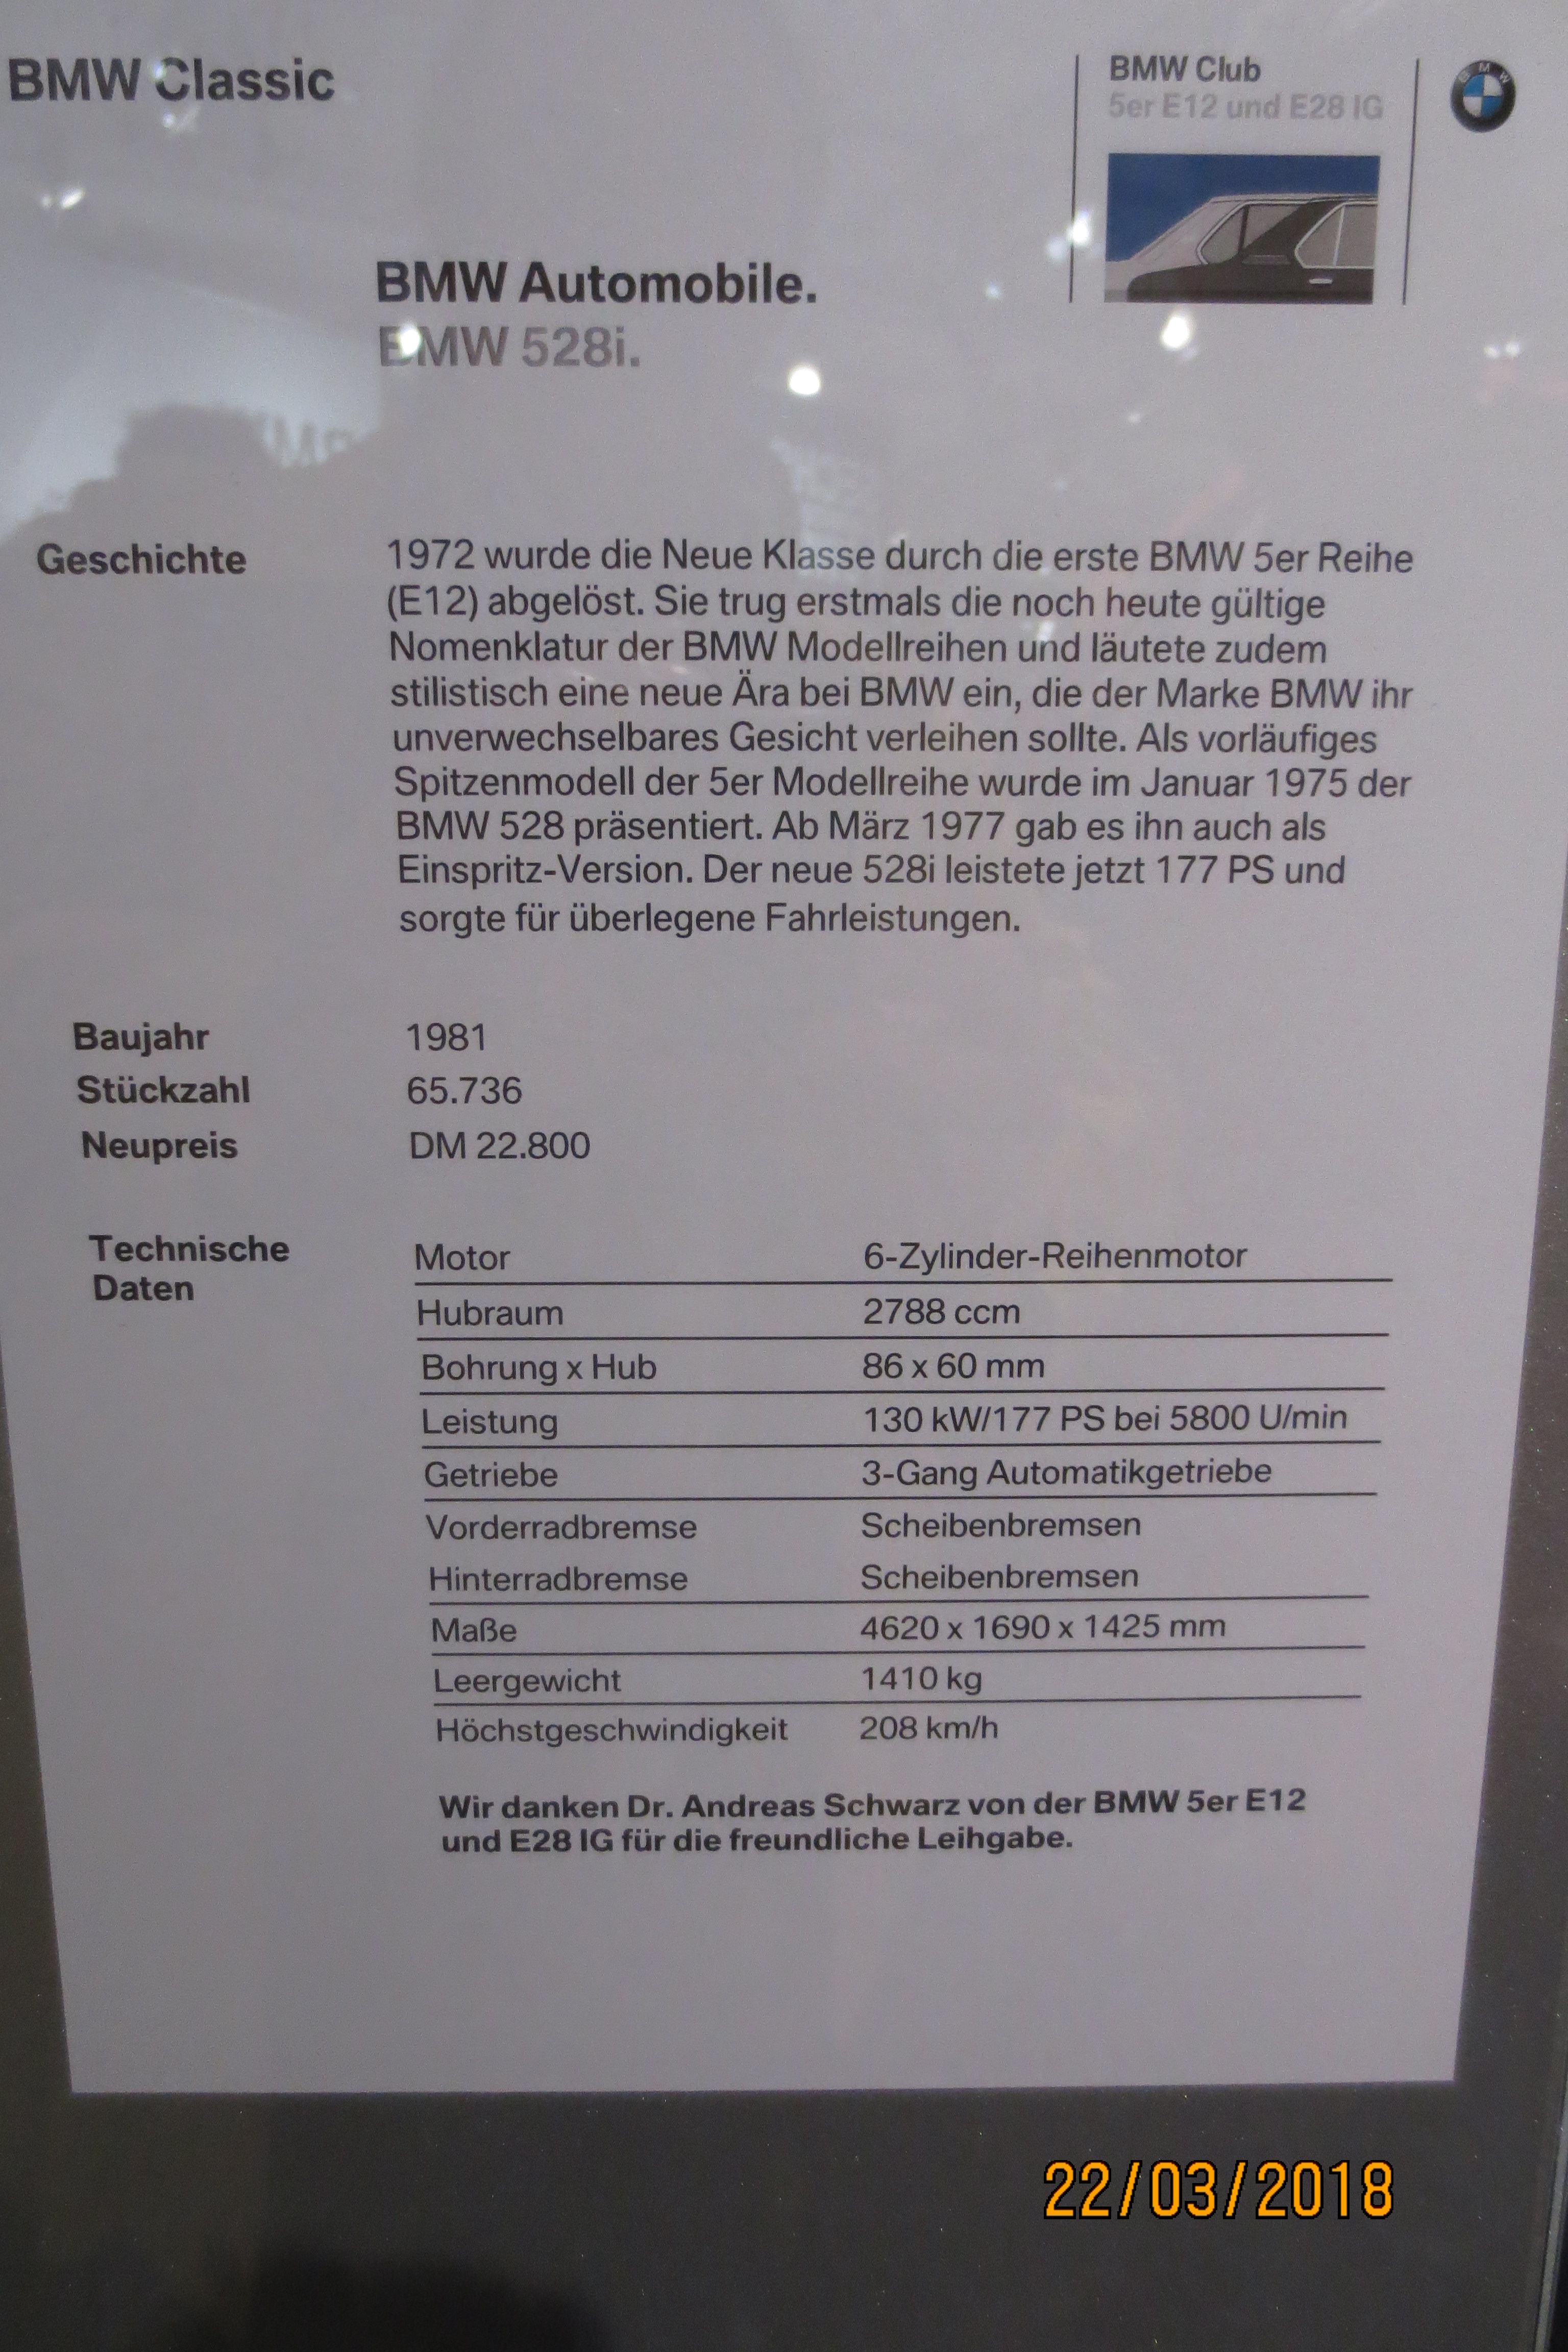 BMW Classic
BMW Club
5er E12 und E28 IG
BMW
BMW Automobile.
BMW 528i.
Geschichte
1972 wurde die Neue Klasse durch die erste BMW 5er Reihe
(E12) abgelöst. Sie trug erstmals die noch heute gültige
Nomenklatur der BMW Modellreihen und läutete zudem
stilistisch eine neue Ära bei BMW ein, die der Marke BMW ihr
unverwechselbares Gesicht verleihen sollte. Als vorläufiges
Spitzenmodell der 5er Modellreihe wurde im Januar 1975 der
BMW 528 präsentiert. Ab März 1977 gab es ihn auch als
Einspritz-Version. Der neue 528i leistete jetzt 177 PS und
sorgte für überlegene Fahrleistungen.
Baujahr 1981
Stückzahl 65.736
Neupreis DM 22.800
Technische
Daten
Motor 6-Zylinder-Reihenmotor
Hubraum 2788 ccm
Bohrung x Hub 86 x 60 mm
Leistung 130 kW/177 PS bei 5800 U/min
Getriebe 3-Gang Automatikgetriebe
Vorderradbremse Scheibenbremsen
Hinterradbremse Scheibenbremsen
Maße 4620 x 1690 x 1425 mm
Leergewicht 1410 kg
Höchstgeschwindigkeit 208 km/h
Wir danken Dr. Andreas Schwarz von der BMW 5er E12
und E28 IG für die freundliche Leihgabe.
22/03/2018